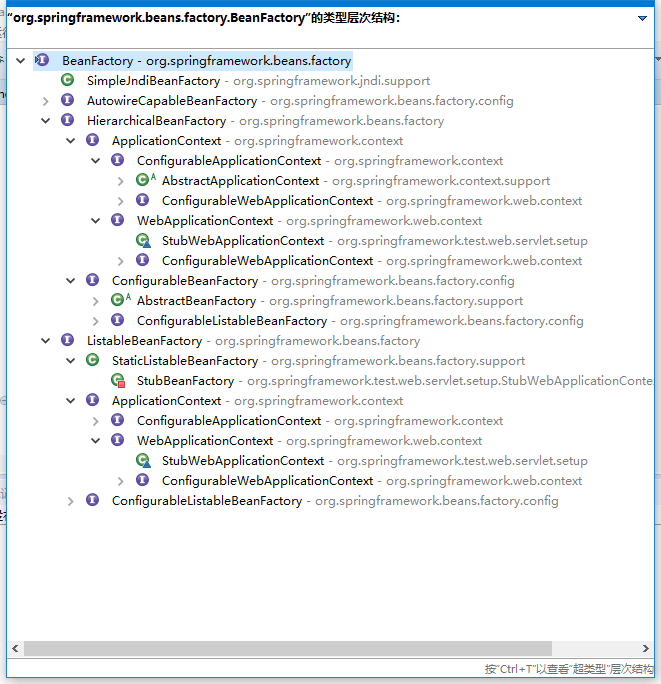 “org.springframework.beans.factory.BeanFactory”的类型层次结构：
BeanFactory - org.springframework.beans.factory
SimpleJndiBeanFactory - org.springframework.jndi.support
AutowireCapableBeanFactory - org.springframework.beans.factory.config
HierarchicalBeanFactory - org.springframework.beans.factory
ApplicationContext - org.springframework.context
ConfigurableApplicationContext - org.springframework.context
AbstractApplicationContext - org.springframework.context.support
ConfigurableWebApplicationContext - org.springframework.web.context
WebApplicationContext - org.springframework.web.context
StubWebApplicationContext - org.springframework.test.web.servlet.setup
ConfigurableWebApplicationContext - org.springframework.web.context
ConfigurableBeanFactory - org.springframework.beans.factory.config
AbstractBeanFactory - org.springframework.beans.factory.support
ConfigurableListableBeanFactory - org.springframework.beans.factory.config
ListableBeanFactory - org.springframework.beans.factory
StaticListableBeanFactory - org.springframework.beans.factory.support
StubBeanFactory - org.springframework.test.web.servlet.setup.StubWebApplicationConte
ApplicationContext - org.springframework.context
ConfigurableApplicationContext - org.springframework.context
WebApplicationContext - org.springframework.web.context
StubWebApplicationContext - org.springframework.test.web.servlet.setup
ConfigurableWebApplicationContext - org.springframework.web.context
ConfigurableListableBeanFactory - org.springframework.beans.factory.config
按“Ctrl+T”以查看“超类型”层次结构